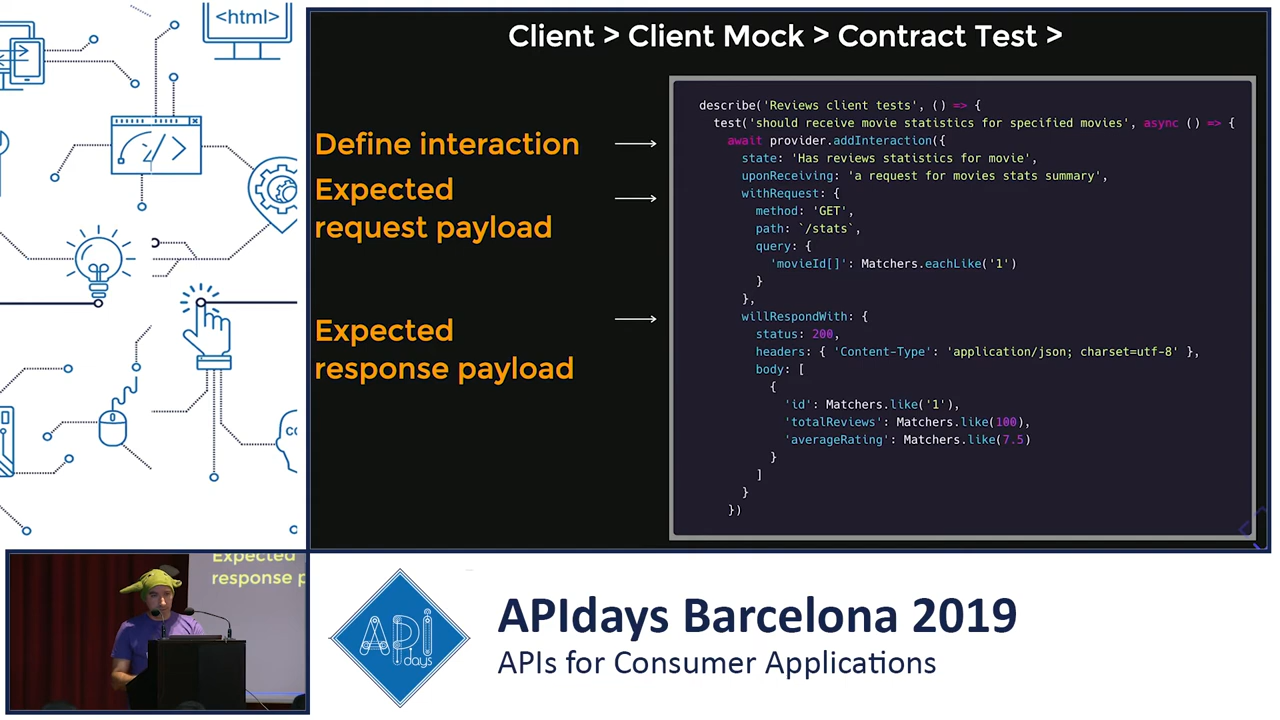 <html>
Client > Client Mock > Contract Test >
Define interaction
Expected
request payload
Expected
response payload
describe('Reviews client tests', () => {
test('should receive movie statistics for specified movies', async () => {
await provider.addInteraction({
state: 'Has reviews statistics for movie',
uponReceiving: 'a request for movies stats summary',
withRequest: {
method: 'GET',
path: `/stats`,
query: {
'movieId[]': Matchers.eachLike('1')
}
},
willRespondWith: {
status: 200,
headers: { 'Content-Type': 'application/json; charset=utf-8' },
body: [
{
'id': Matchers.like('1'),
'totalReviews': Matchers.like(100),
'averageRating': Matchers.like(7.5)
}
]
}
})
</>
Expected
response p
API
days
APIdays Barcelona 2019
APIs for Consumer Applications